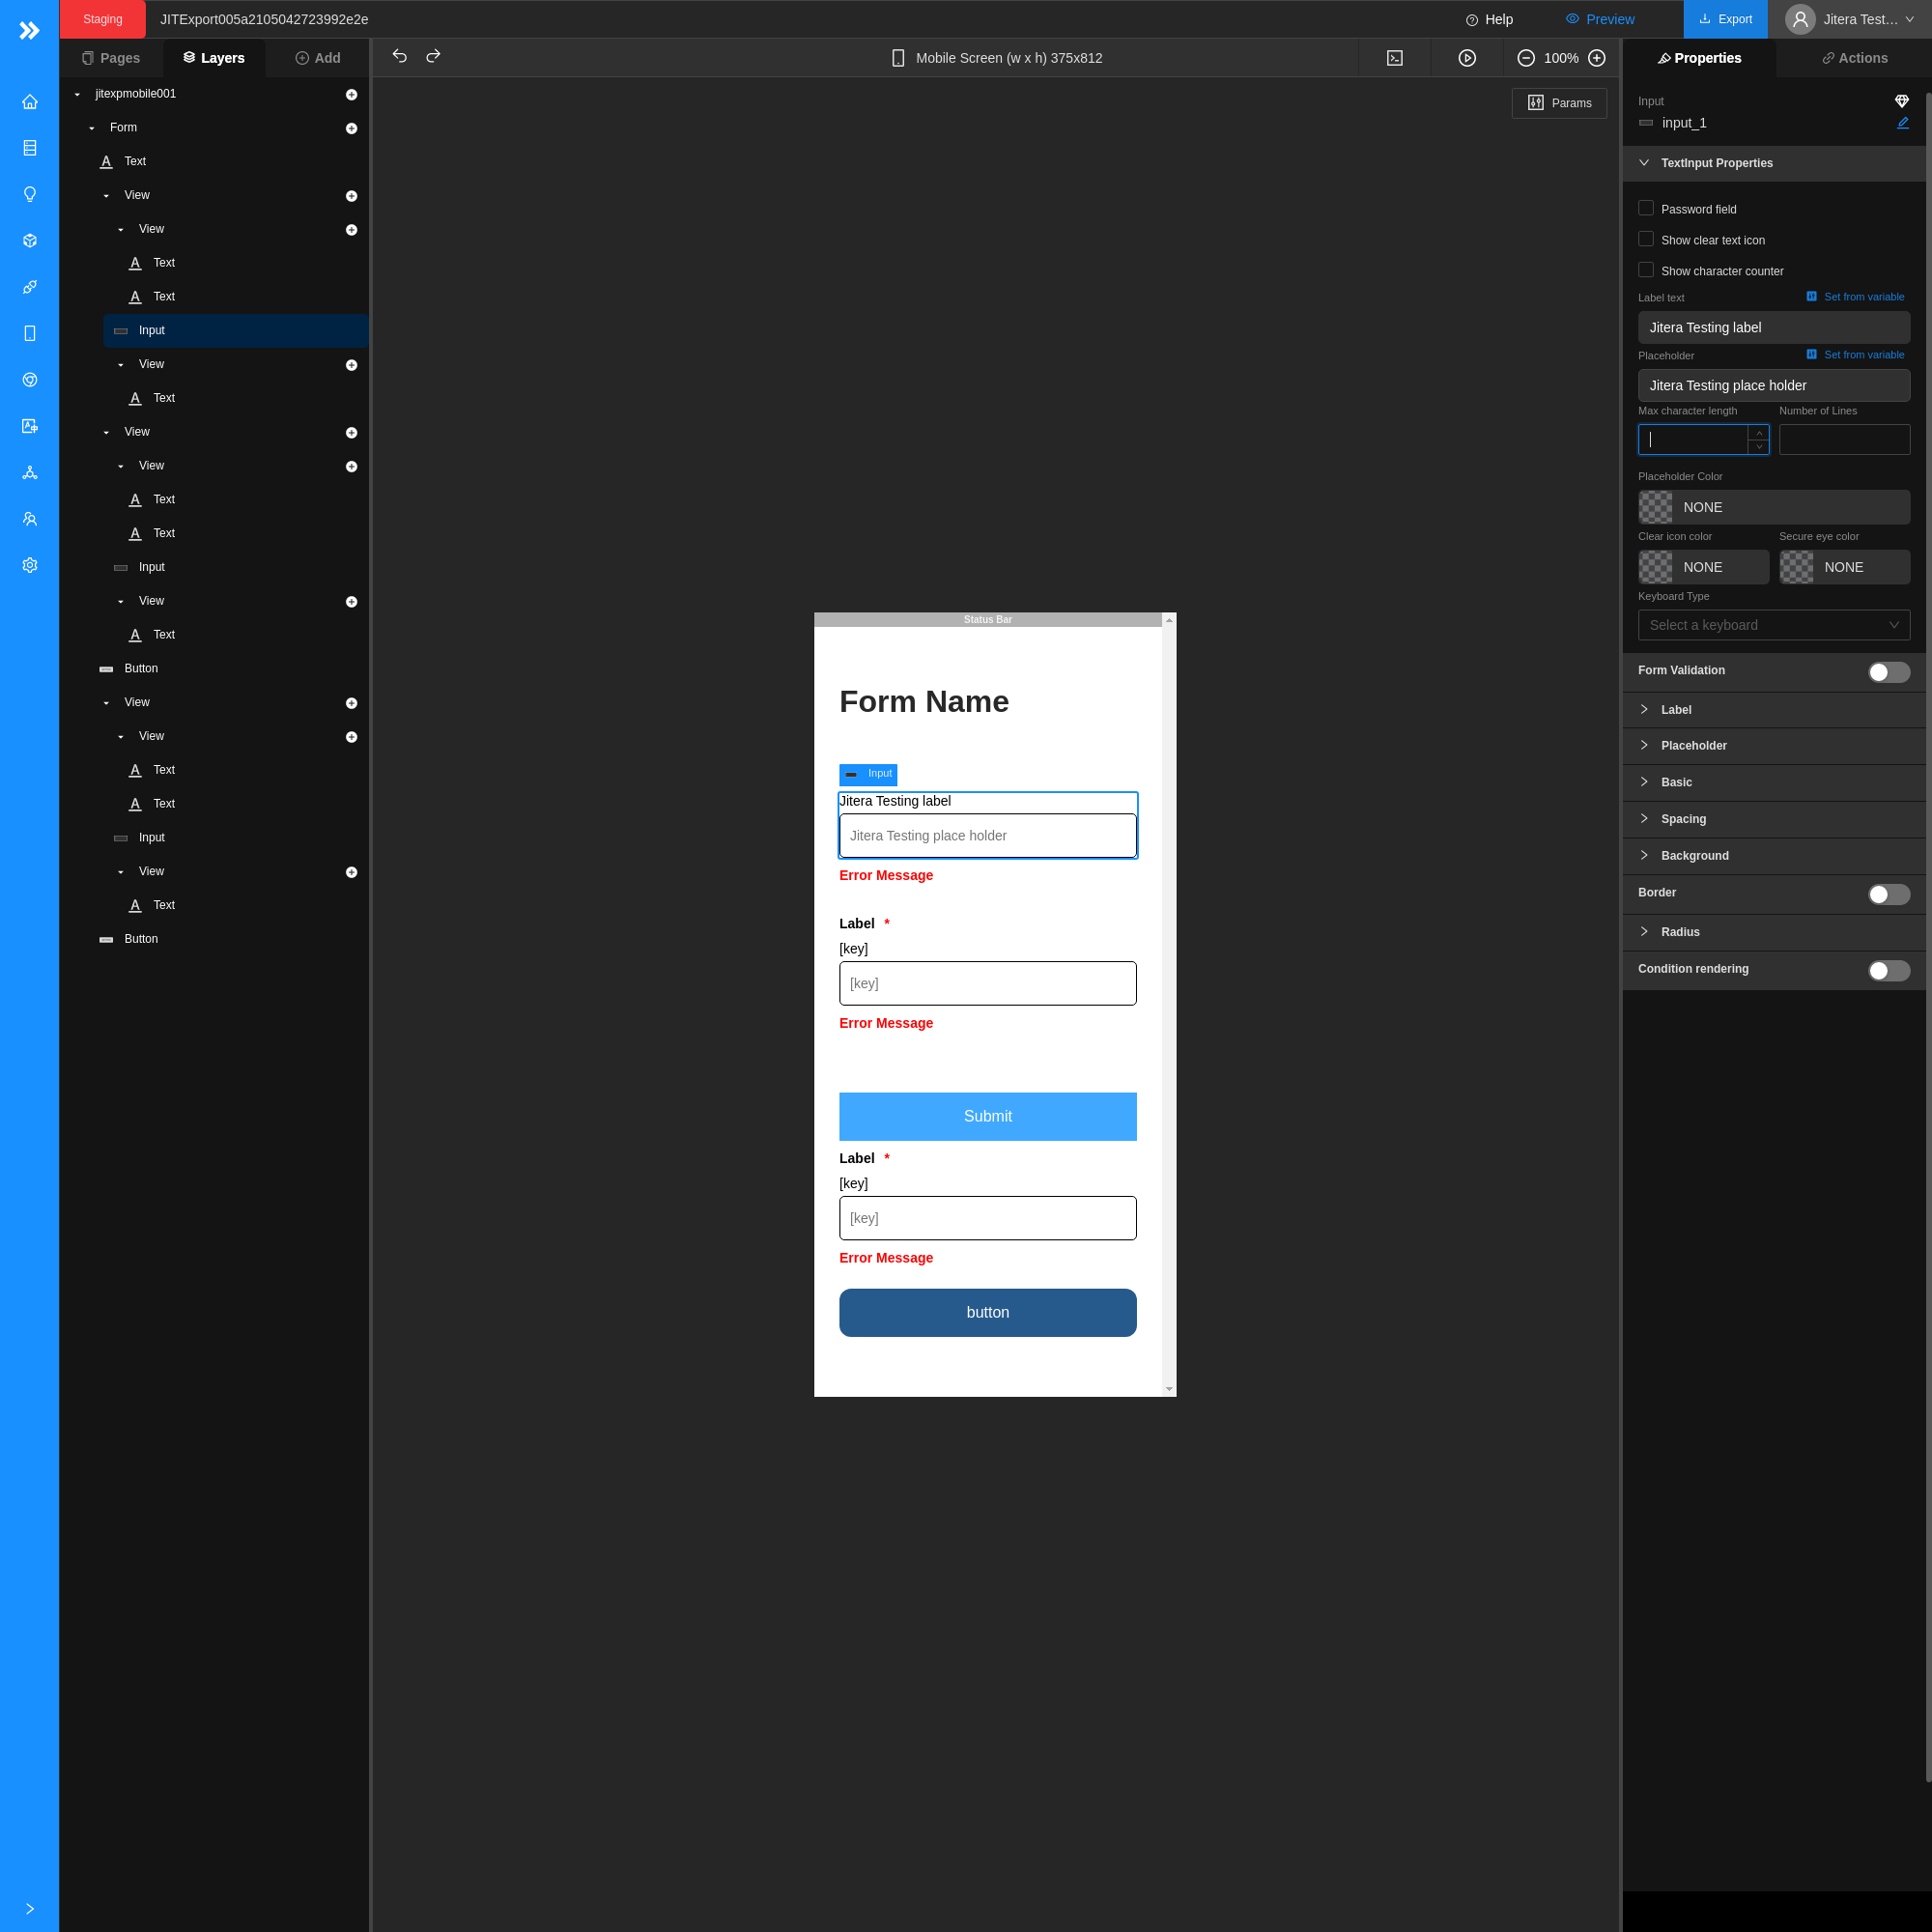 Staging
JITExport005a2105042723992e2e
Help
Preview
Export
Jitera Test…
Pages
Layers
Add
Mobile Screen (w x h) 375x812
100%
Properties
Actions
jitexpmobile001
Form
Text
View
View
Text
Text
Input
View
Text
View
View
Text
Text
Input
View
Text
Button
View
View
Text
Text
Input
View
Text
Button
Params
Status Bar
Form Name
Input
Jitera Testing label
Jitera Testing place holder
Error Message
Label *
[key]
[key]
Error Message
Submit
Label *
[key]
[key]
Error Message
button
Input
input_1
TextInput Properties
Password field
Show clear text icon
Show character counter
Label text
Set from variable
Jitera Testing label
Placeholder
Set from variable
Jitera Testing place holder
Max character length
Number of Lines
Placeholder Color
NONE
Clear icon color
Secure eye color
NONE
NONE
Keyboard Type
Select a keyboard
Form Validation
Label
Placeholder
Basic
Spacing
Background
Border
Radius
Condition rendering